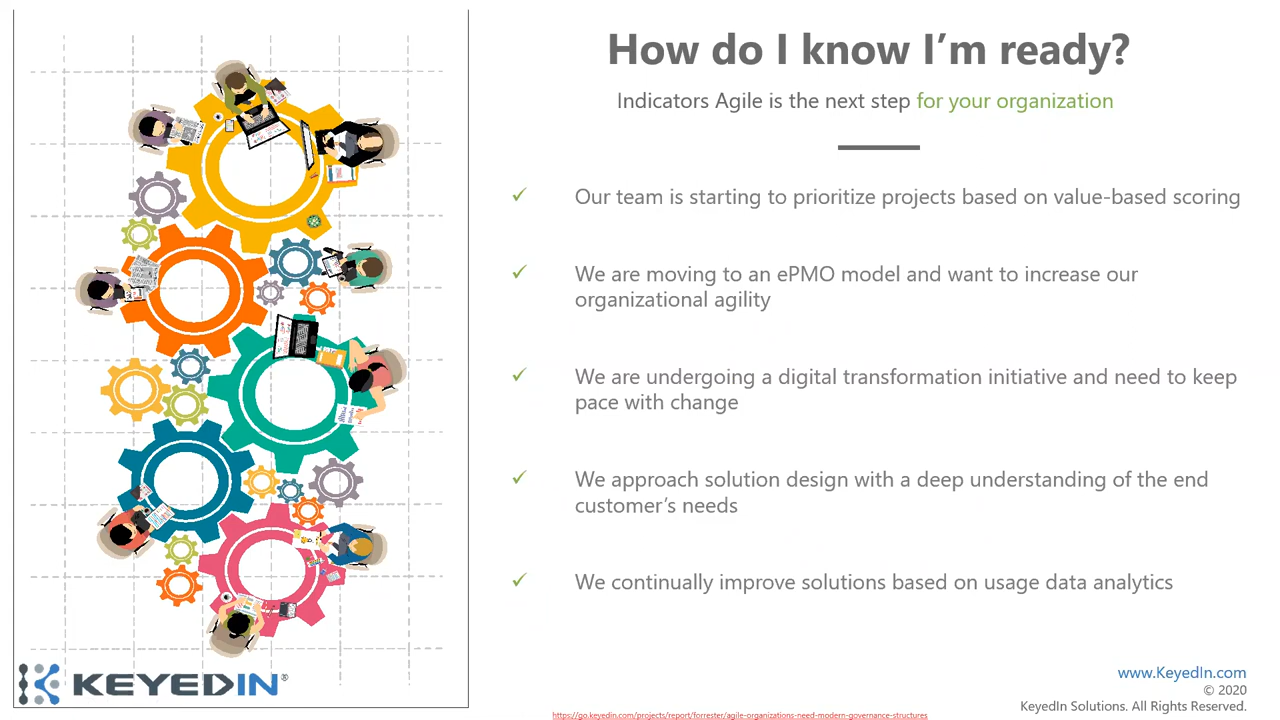 How do I know I'm ready?
Indicators Agile is the next step for your organization
✓ Our team is starting to prioritize projects based on value-based scoring
✓ We are moving to an ePMO model and want to increase our
organizational agility
✓ We are undergoing a digital transformation initiative and need to keep
pace with change
✓ We approach solution design with a deep understanding of the end
customer's needs
✓ We continually improve solutions based on usage data analytics
KEYEDIN®
www.KeyedIn.com
© 2020
KeyedIn Solutions. All Rights Reserved.
https://go.keyedin.com/projects/report/forrester/agile-organizations-need-modern-governance-structures